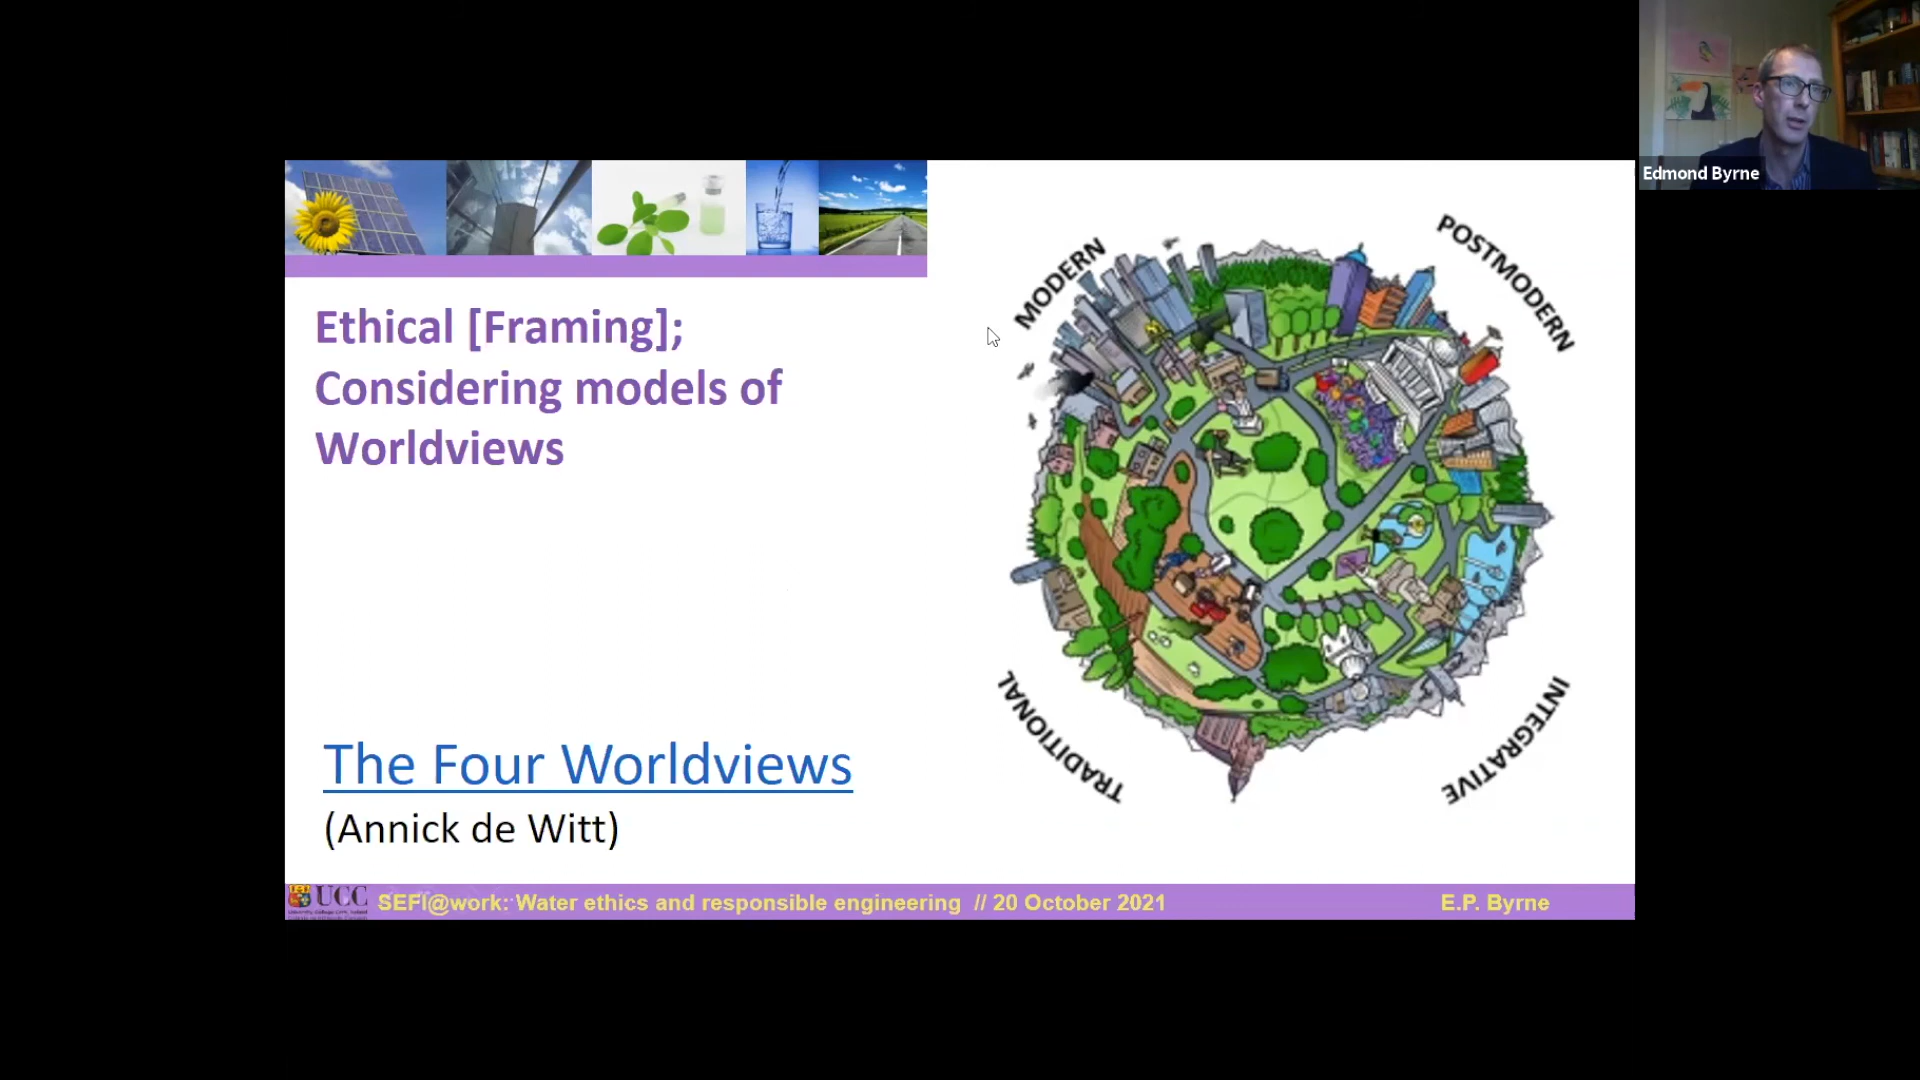 Edmond Byrne
Ethical [Framing];
Considering models of
Worldviews
MODERN
POSTMODERN
TRADITIONAL
INTEGRATIVE
The Four Worldviews
(Annick de Witt)
UCC
SEFI@work: Water ethics and responsible engineering // 20 October 2021
E.P. Byrne